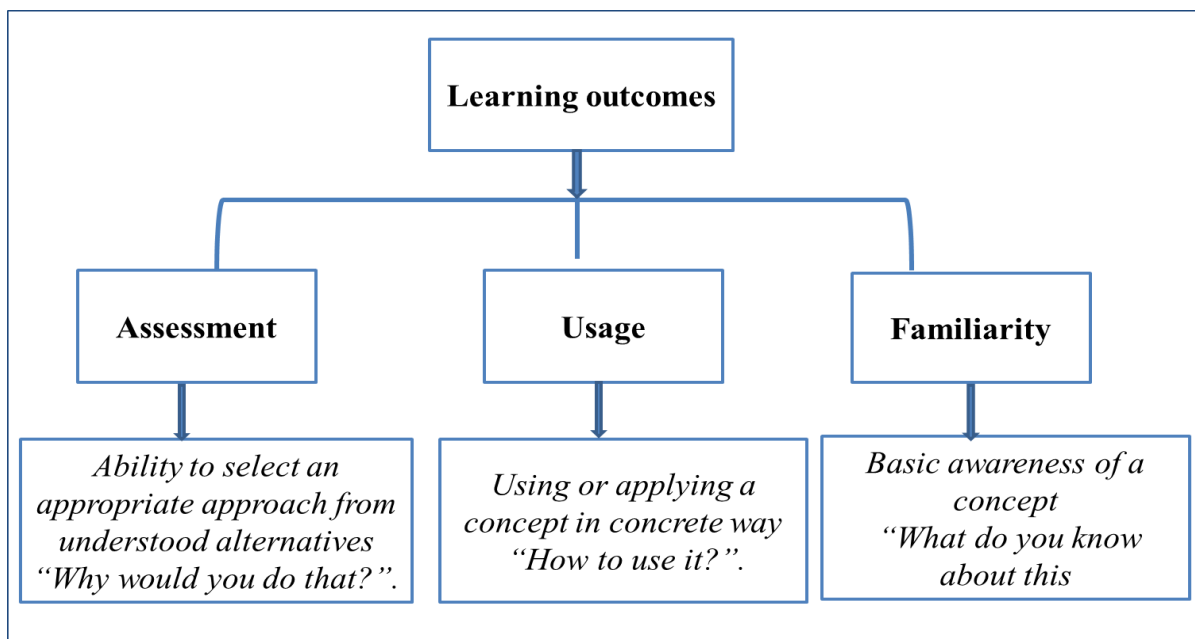 Learning outcomes
Assessment
Usage
Familiarity
Ability to select an
appropriate approach from
understood alternatives
“Why would you do that?”.
Using or applying a
concept in concrete way
“How to use it?”.
Basic awareness of a
concept
“What do you know
about this